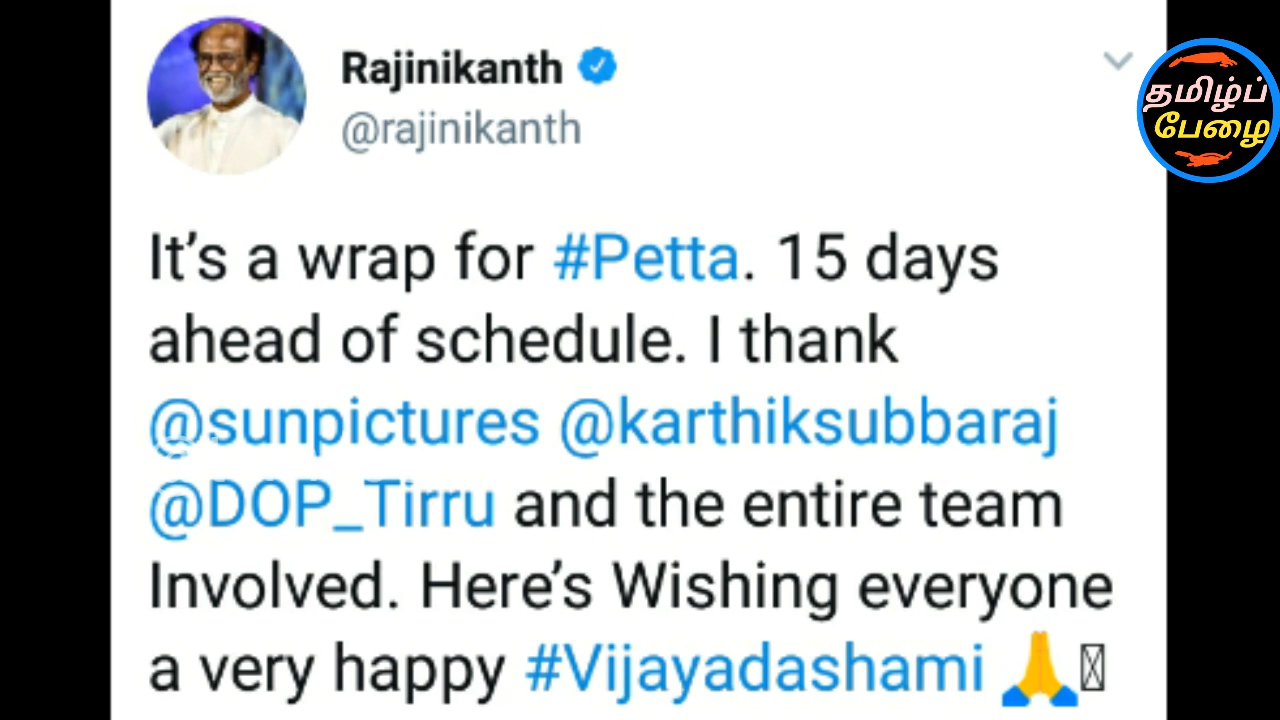 Rajinikanth
@rajinikanth
தமிழ்ப்
பேழை
It’s a wrap for #Petta. 15 days
ahead of schedule. I thank
@sunpictures @karthiksubbaraj
@DOP_Tirru and the entire team
Involved. Here’s Wishing everyone
a very happy #Vijayadashami 🙏